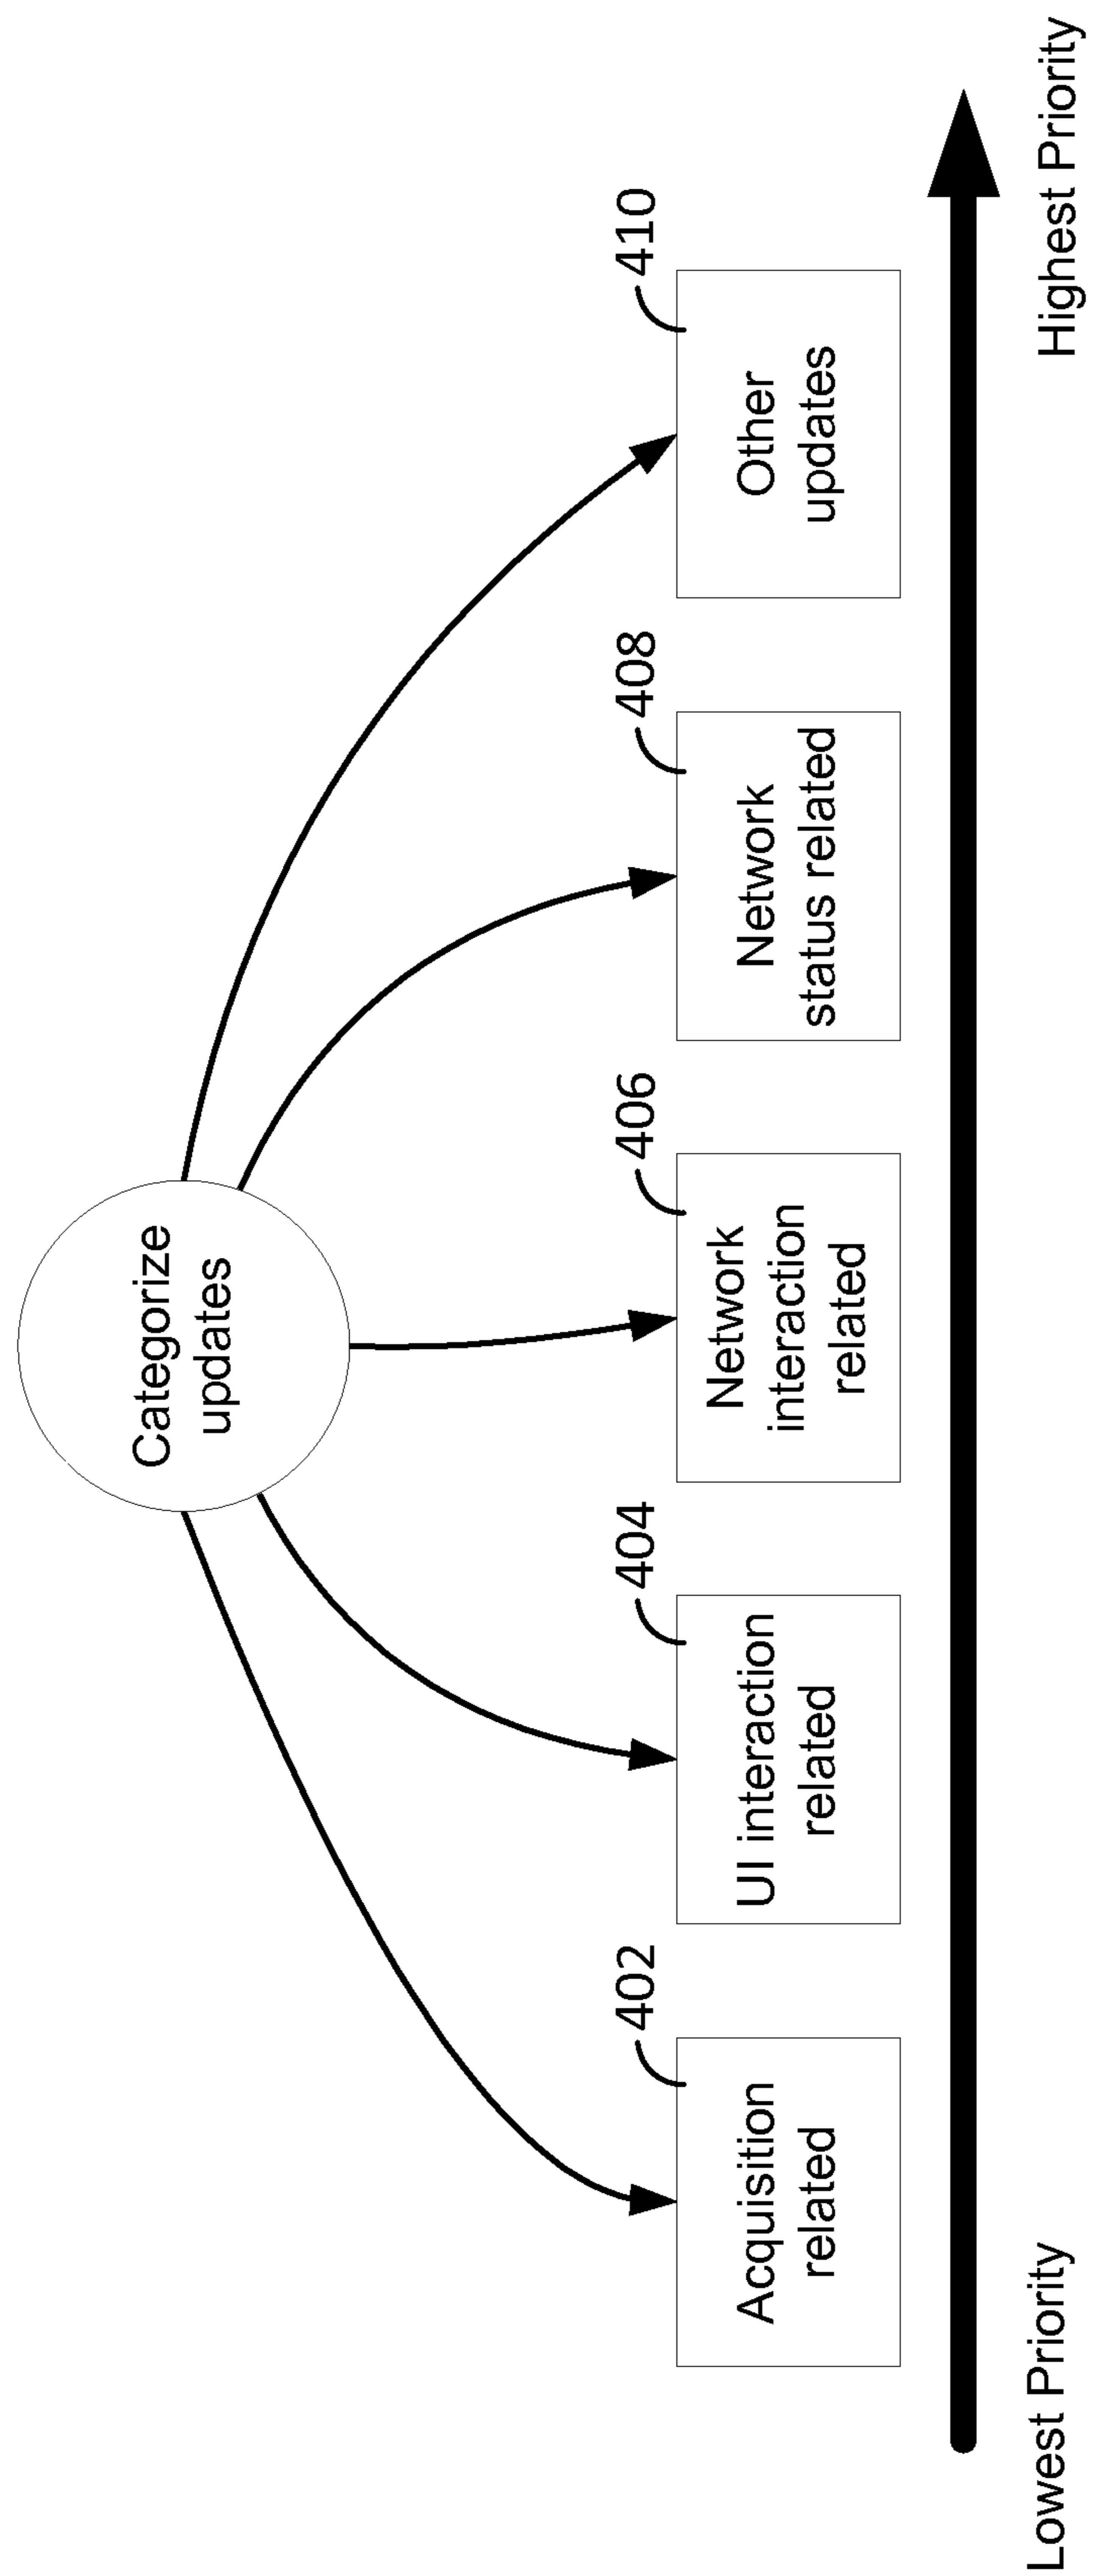 Categorize
updates
402
404
406
408
410
Acquisition
related
UI interaction
related
Network
interaction
related
Network
status related
Other
updates
Lowest Priority
Highest Priority